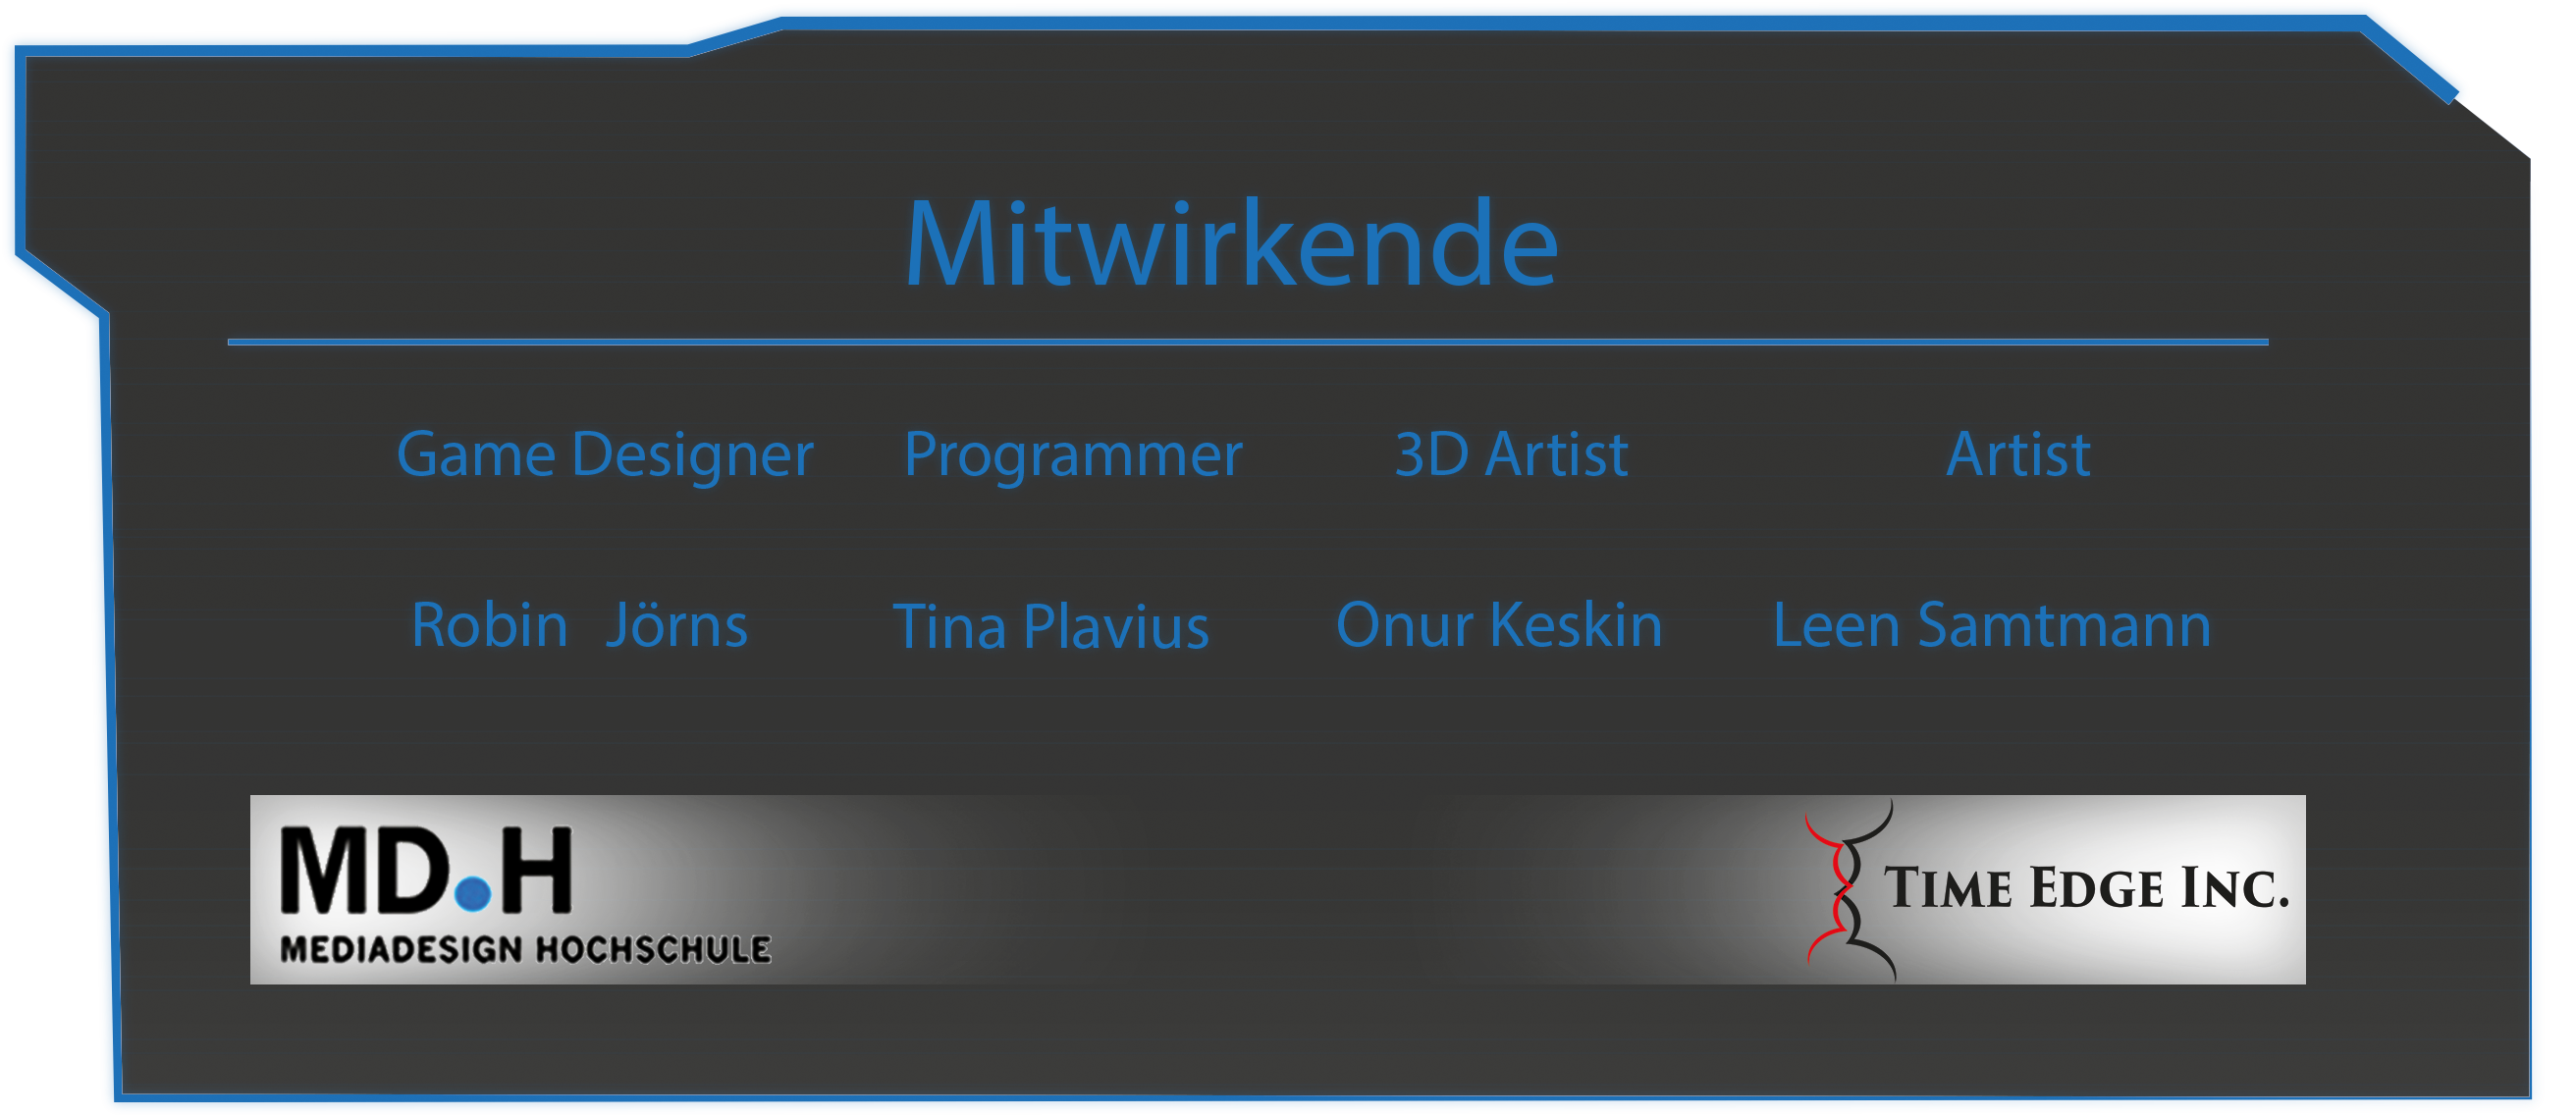 Mitwirkende
Game Designer Programmer 3D Artist Artist
Robin Jörns Tina Plavius Onur Keskin Leen Samtmann
MD.H
MEDIADESIGN HOCHSCHULE
TIME EDGE INC.